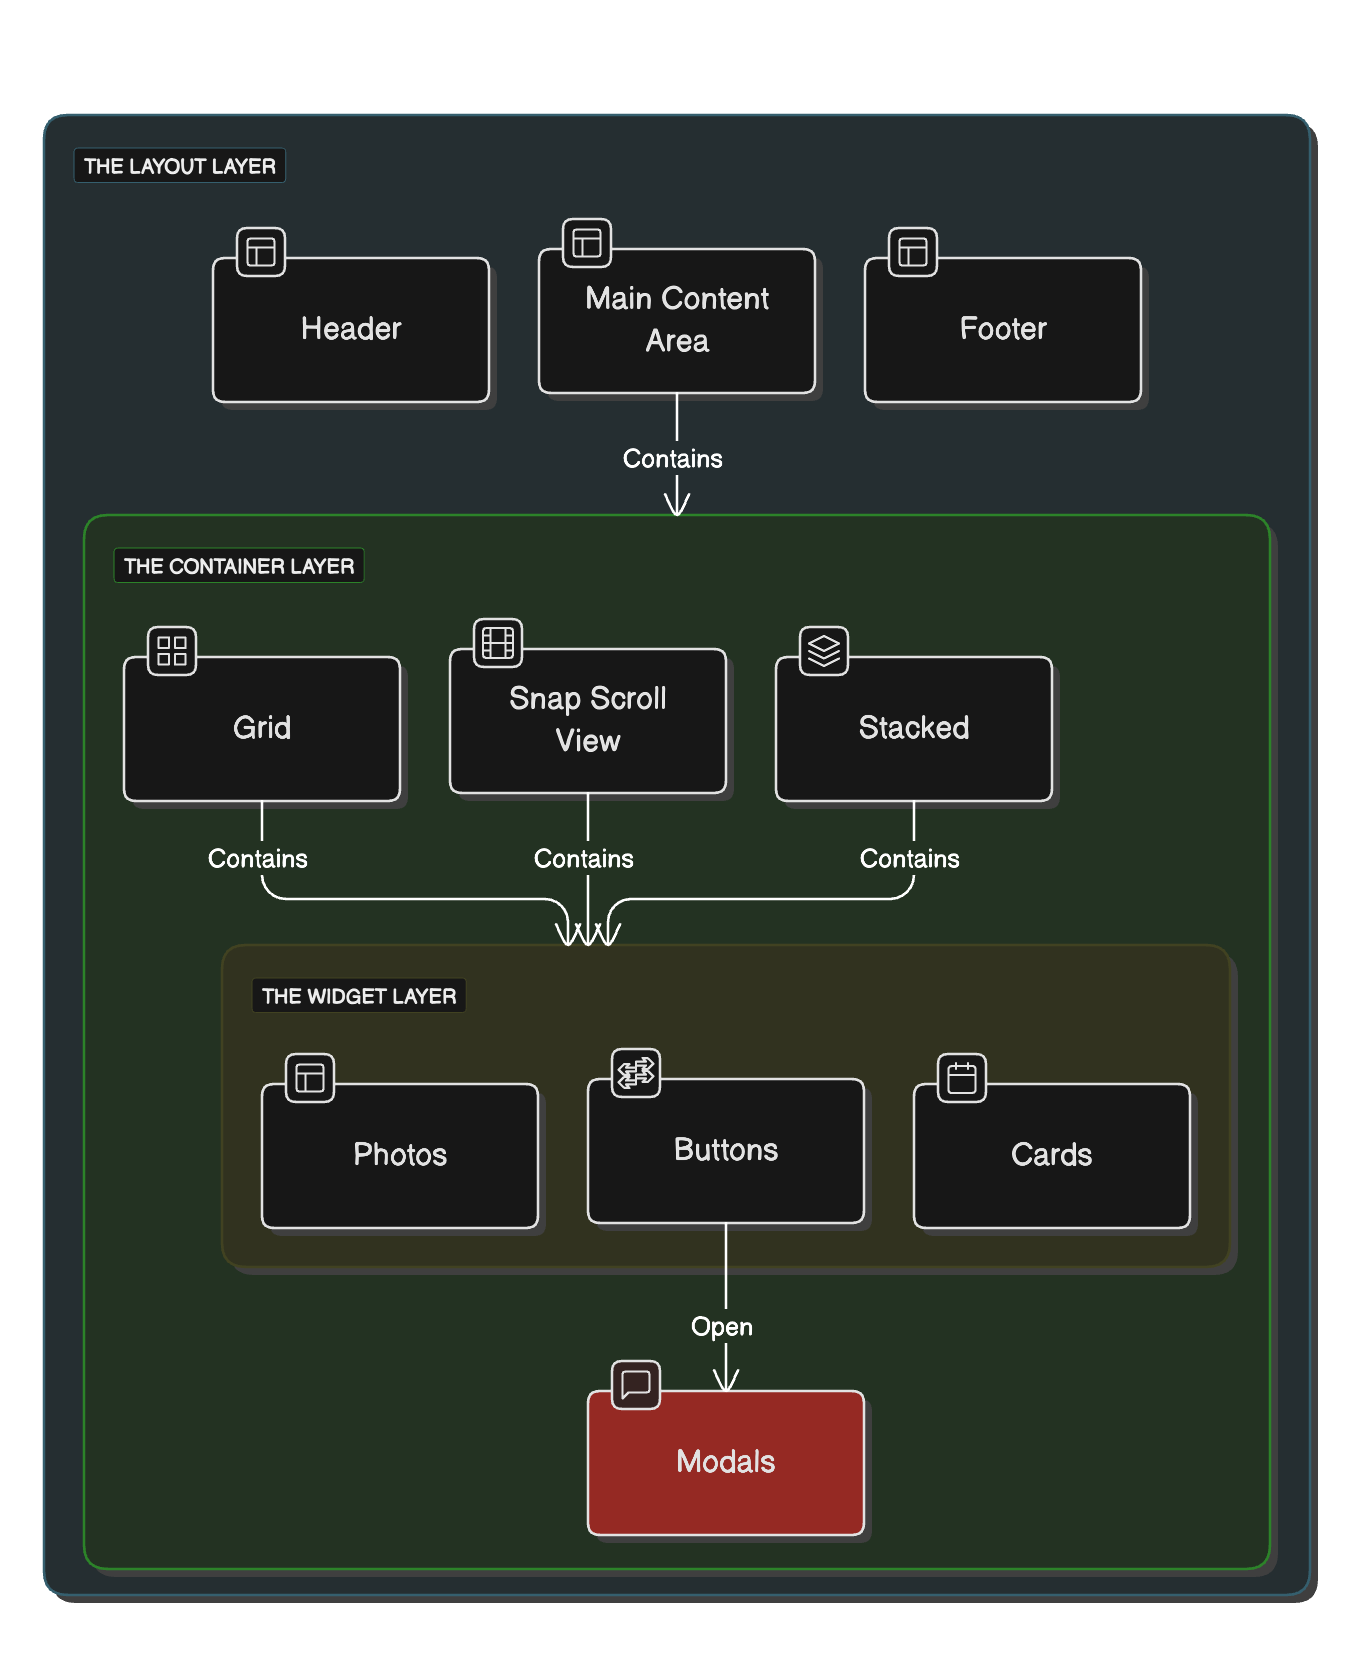 THE LAYOUT LAYER
Header
Main Content
Area
Footer
Contains
THE CONTAINER LAYER
Grid
Snap Scroll
View
Stacked
Contains
Contains
Contains
THE WIDGET LAYER
Photos
Buttons
Cards
Open
Modals